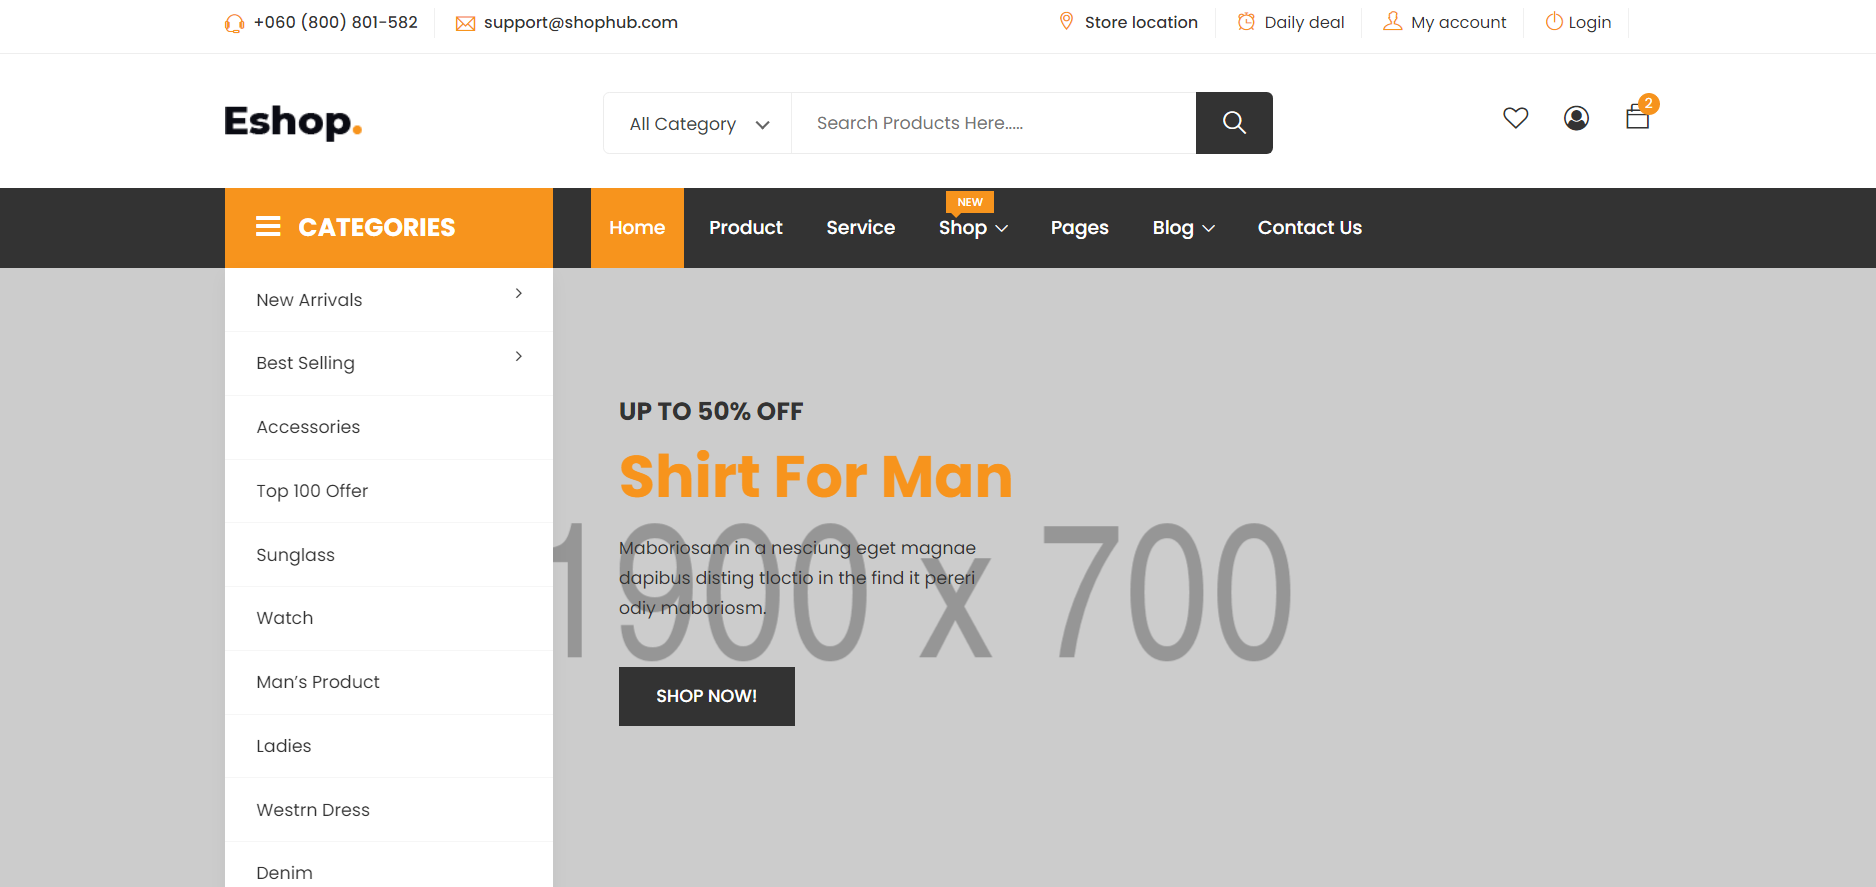 +060 (800) 801-582 support@shophub.com Store location Daily deal My account Login
Eshop. All Category Search Products Here..... 2
CATEGORIES Home Product Service Shop NEW Pages Blog Contact Us
New Arrivals
Best Selling
Accessories
Top 100 Offer
Sunglass
Watch
Man’s Product
Ladies
Westrn Dress
Denim
UP TO 50% OFF
Shirt For Man
Maboriosam in a nesciung eget magnae
dapibus disting tloctio in the find it pereri
odiy maboriosm.
1900 x 700
SHOP NOW!